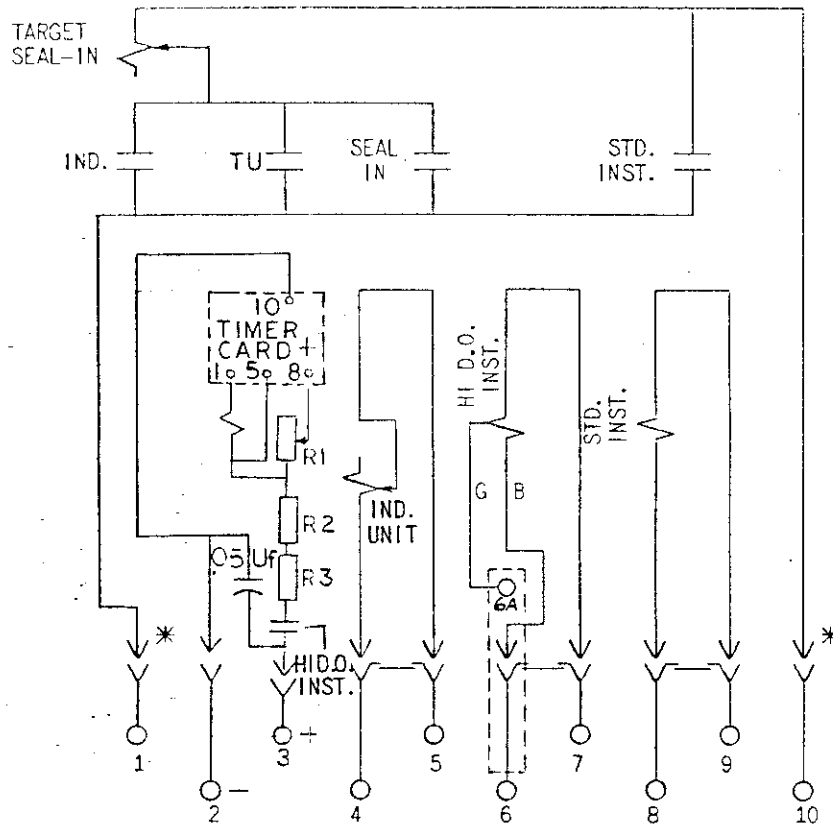 TARGET
SEAL-IN
IND.
TU
SEAL
IN
STD.
INST.
10
TIMER
CARD +
1 5 8
R1
HI D.O.
INST.
STD.
INST.
IND.
UNIT
G B
R2
.05 Uf
R3
6A
*
*
HI D.O.
INST.
1
3 +
5
7
9
2 -
4
6
8
10